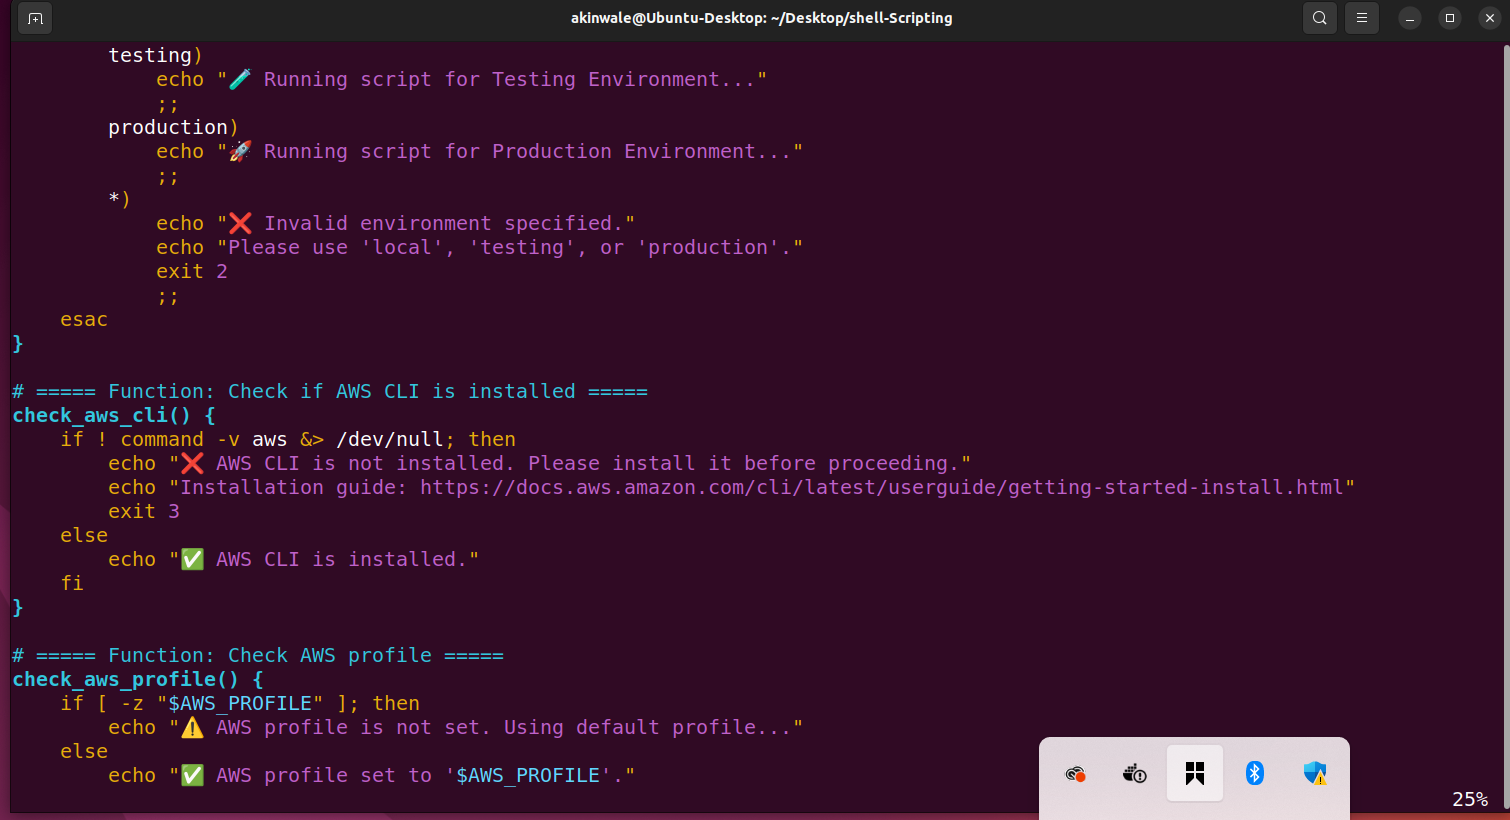 akinwale@Ubuntu-Desktop: ~/Desktop/shell-Scripting
        testing)
            echo "🧪 Running script for Testing Environment..."
            ;;
        production)
            echo "🚀 Running script for Production Environment..."
            ;;
        *)
            echo "❌ Invalid environment specified."
            echo "Please use 'local', 'testing', or 'production'."
            exit 2
            ;;
    esac
}

# ===== Function: Check if AWS CLI is installed =====
check_aws_cli() {
    if ! command -v aws &> /dev/null; then
        echo "❌ AWS CLI is not installed. Please install it before proceeding."
        echo "Installation guide: https://docs.aws.amazon.com/cli/latest/userguide/getting-started-install.html"
        exit 3
    else
        echo "✅ AWS CLI is installed."
    fi
}

# ===== Function: Check AWS profile =====
check_aws_profile() {
    if [ -z "$AWS_PROFILE" ]; then
        echo "⚠️ AWS profile is not set. Using default profile..."
    else
        echo "✅ AWS profile set to '$AWS_PROFILE'."
25%